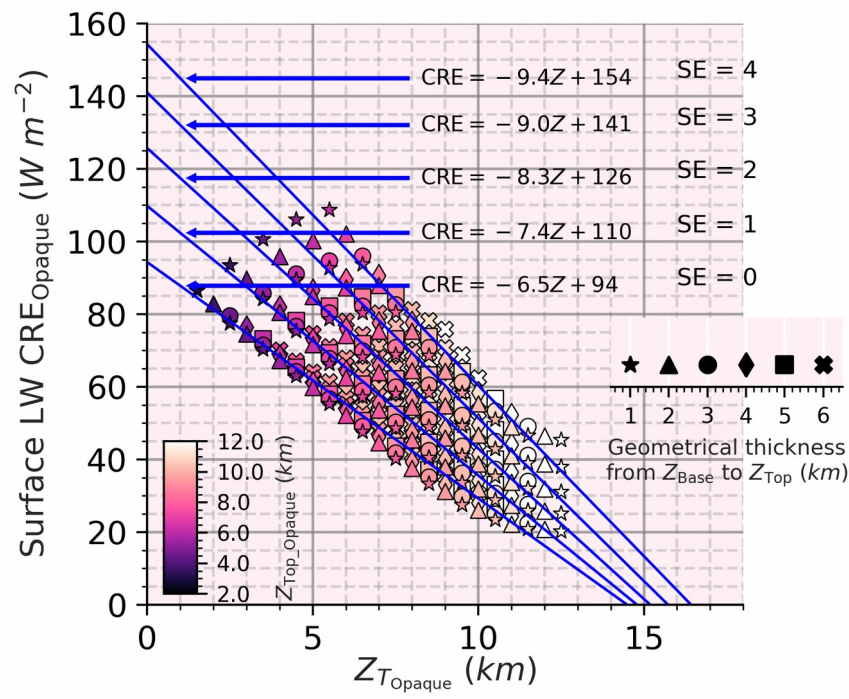 160
140
120
100
80
60
40
20
0
Surface LW CRE_Opaque (W m⁻²)
CRE = −9.4Z + 154 SE = 4
CRE = −9.0Z + 141 SE = 3
CRE = −8.3Z + 126 SE = 2
CRE = −7.4Z + 110 SE = 1
CRE = −6.5Z + 94 SE = 0
1 2 3 4 5 6
Geometrical thickness
from Z_Base to Z_Top (km)
12.0
10.0
8.0
6.0
4.0
2.0
Z_Top_Opaque (km)
0 5 10 15
Z_T_Opaque (km)